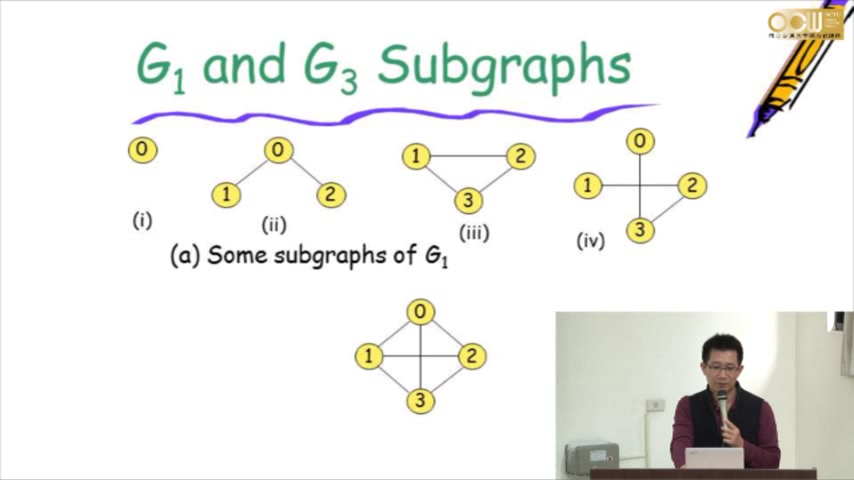 OCW
G1 and G3 Subgraphs
0
0
1 2
1 2
3
0
1 2
3
(i)
(ii)
(iii)
(iv)
(a) Some subgraphs of G1
0
1 2
3